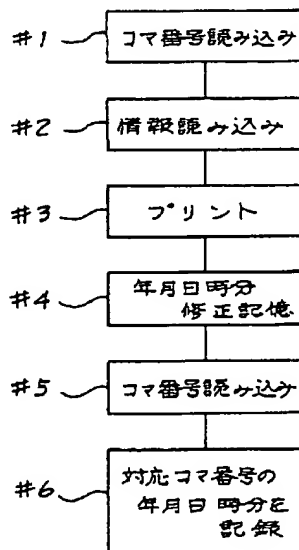 #1
コマ番号読み込み
#2
情報読み込み
#3
プリント
#4
年月日時分
修正記憶
#5
コマ番号読み込み
#6
対応コマ番号の
年月日時分を
記録